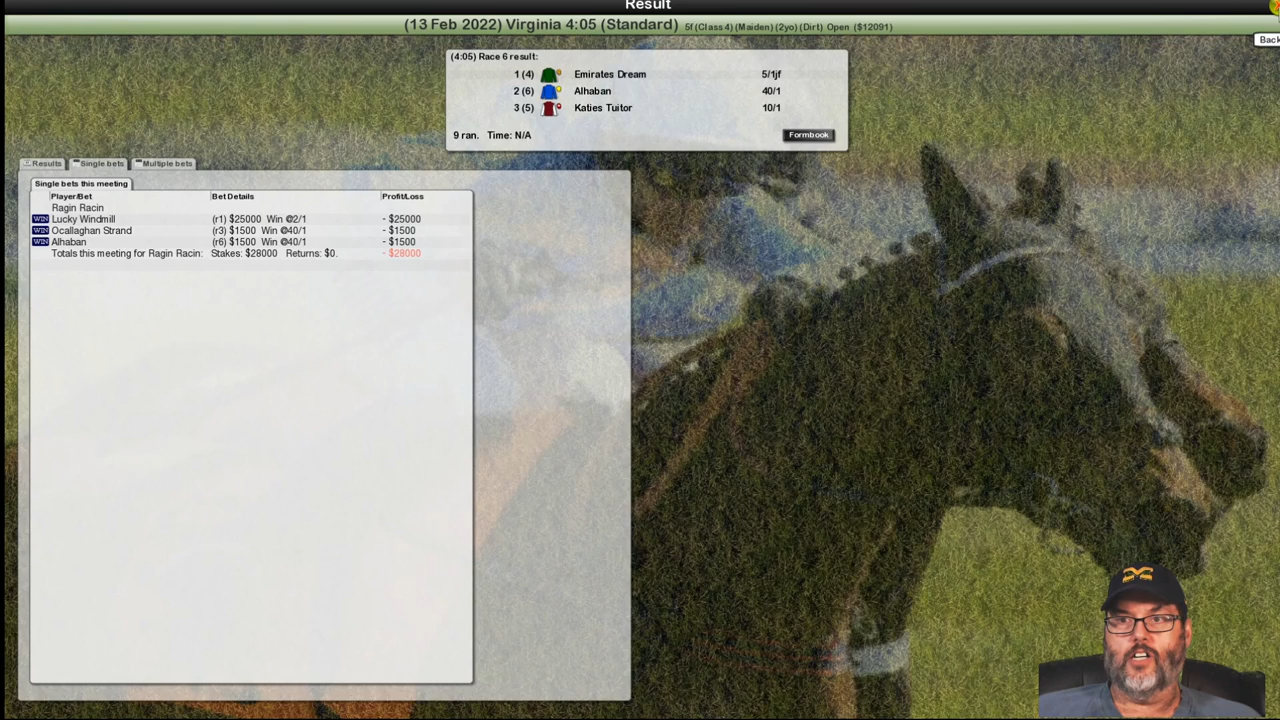 Result
(13 Feb 2022) Virginia 4:05 (Standard) 5f (Class 4) (Maiden) (2yo) (Dirt) Open ($12091)
Back
(4:05) Race 6 result:
1 (4) Emirates Dream 5/1jf
2 (6) Alhaban 40/1
3 (5) Katies Tuitor 10/1
9 ran. Time: N/A Formbook
Results Single bets Multiple bets
Single bets this meeting
Player/Bet Bet Details Profit/Loss
Ragin Racin
WIN Lucky Windmill (r1) $25000 Win @2/1 - $25000
WIN Ocallaghan Strand (r3) $1500 Win @40/1 - $1500
WIN Alhaban (r6) $1500 Win @40/1 - $1500
Totals this meeting for Ragin Racin: Stakes: $28000 Returns: $0. - $28000